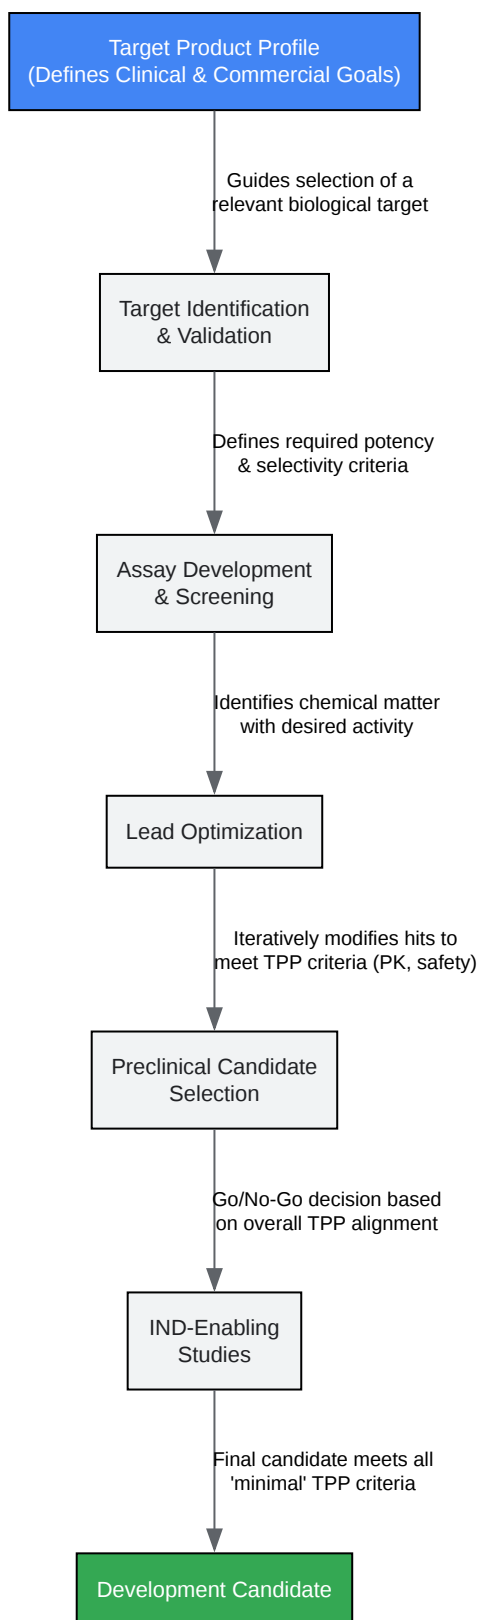 Target Product Profile
(Defines Clinical & Commercial Goals)
Guides selection of a
relevant biological target
Target Identification
& Validation
Defines required potency
& selectivity criteria
Assay Development
& Screening
Identifies chemical matter
with desired activity
Lead Optimization
Iteratively modifies hits to
meet TPP criteria (PK, safety)
Preclinical Candidate
Selection
Go/No-Go decision based
on overall TPP alignment
IND-Enabling
Studies
Final candidate meets all
'minimal' TPP criteria
Development Candidate